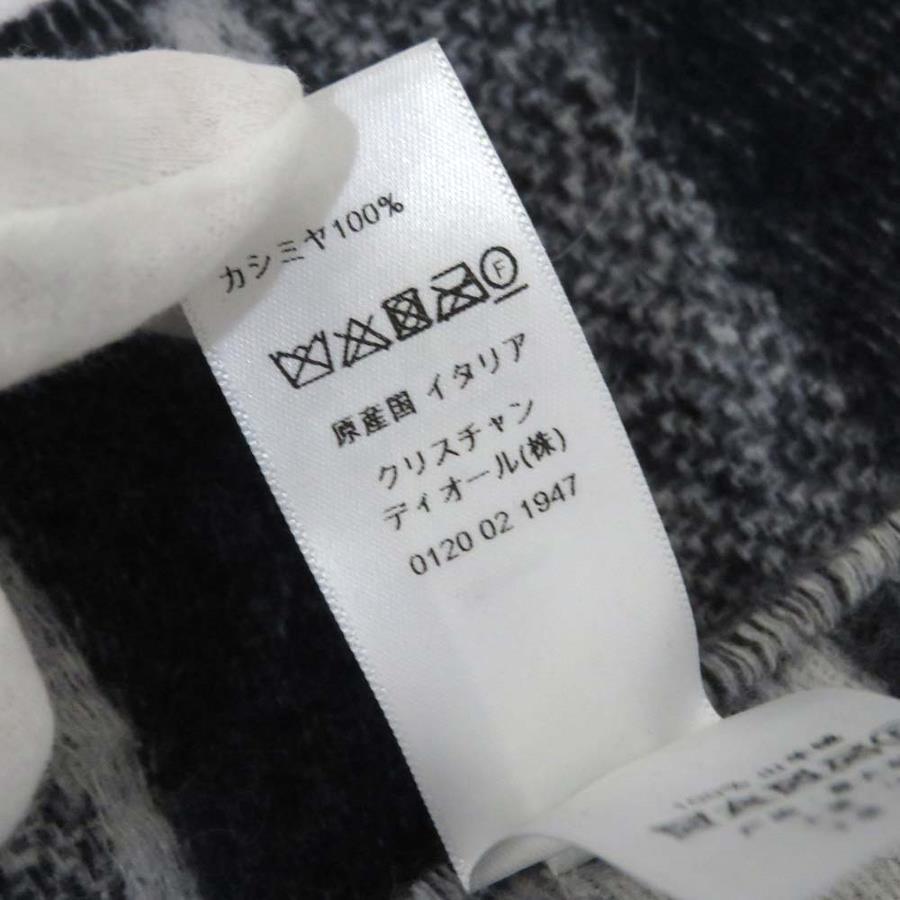 カシミヤ100%
F
原産国 イタリア
クリスチャン
ディオール(株)
0120 02 1947